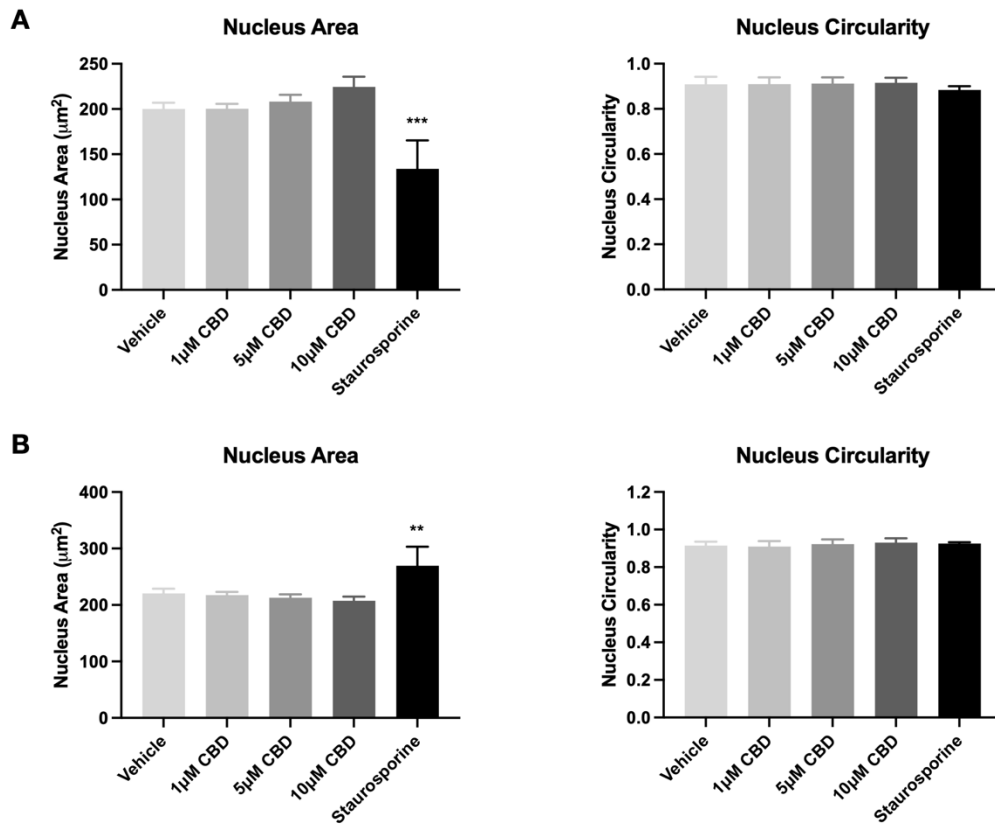 A
Nucleus Area
Nucleus Area (μm²)
250
200
150
100
50
0
***
Vehicle
1μM CBD
5μM CBD
10μM CBD
Staurosporine
Nucleus Circularity
Nucleus Circularity
1.0
0.8
0.6
0.4
0.2
0.0
Vehicle
1μM CBD
5μM CBD
10μM CBD
Staurosporine
B
Nucleus Area
Nucleus Area (μm²)
400
300
200
100
0
**
Vehicle
1μM CBD
5μM CBD
10μM CBD
Staurosporine
Nucleus Circularity
Nucleus Circularity
1.2
1.0
0.8
0.6
0.4
0.2
0.0
Vehicle
1μM CBD
5μM CBD
10μM CBD
Staurosporine